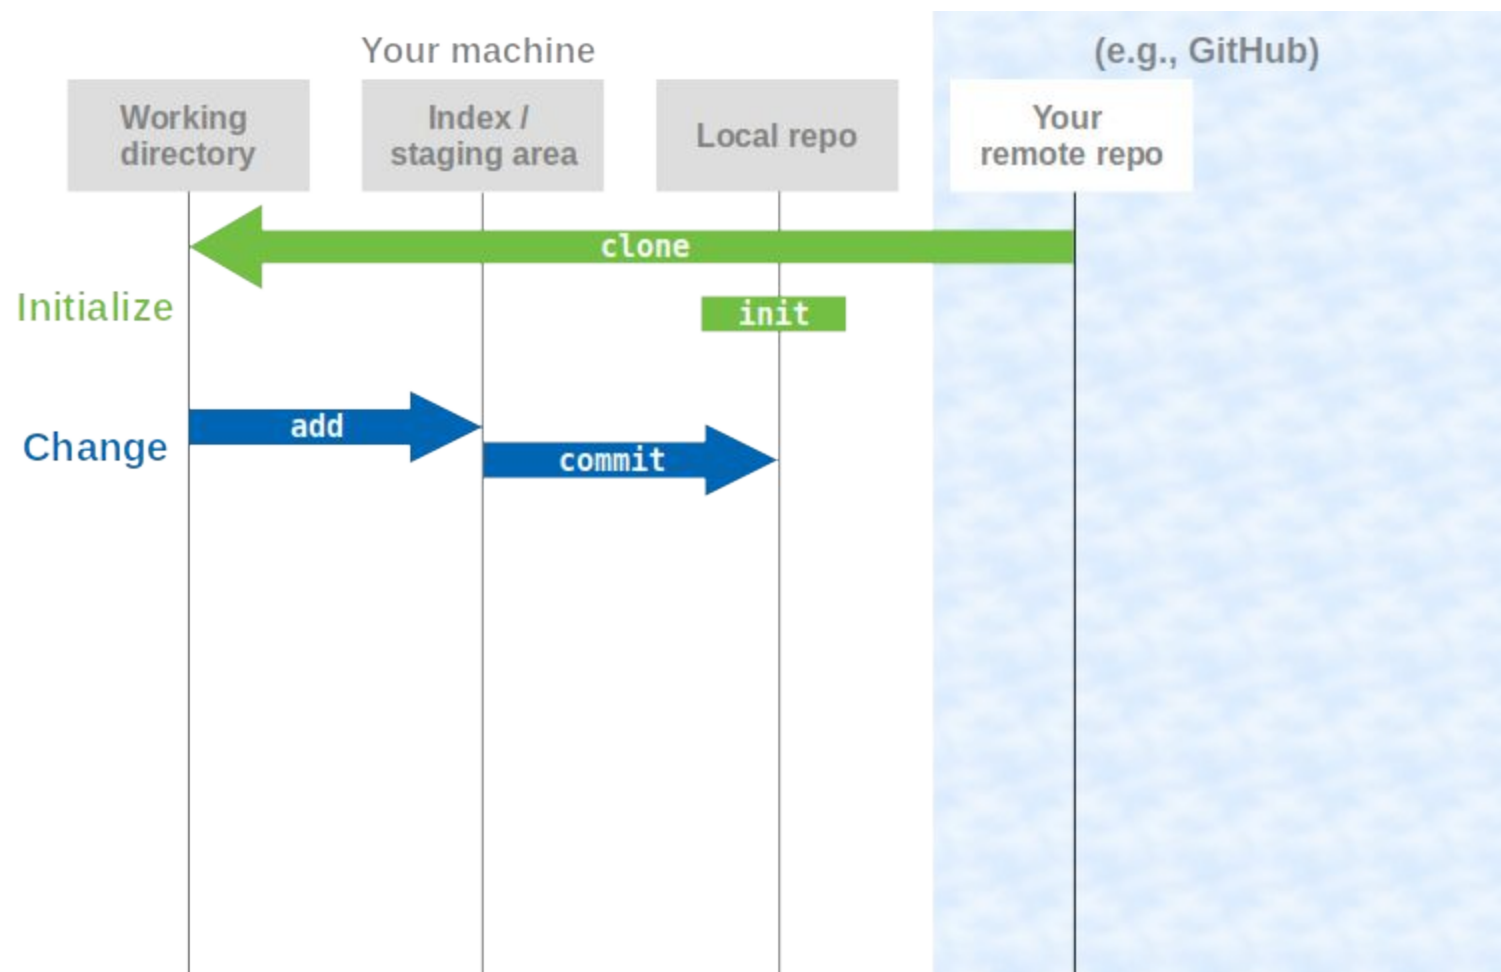 Your machine
(e.g., GitHub)
Working
directory
Index /
staging area
Local repo
Your
remote repo
clone
Initialize
init
add
Change
commit